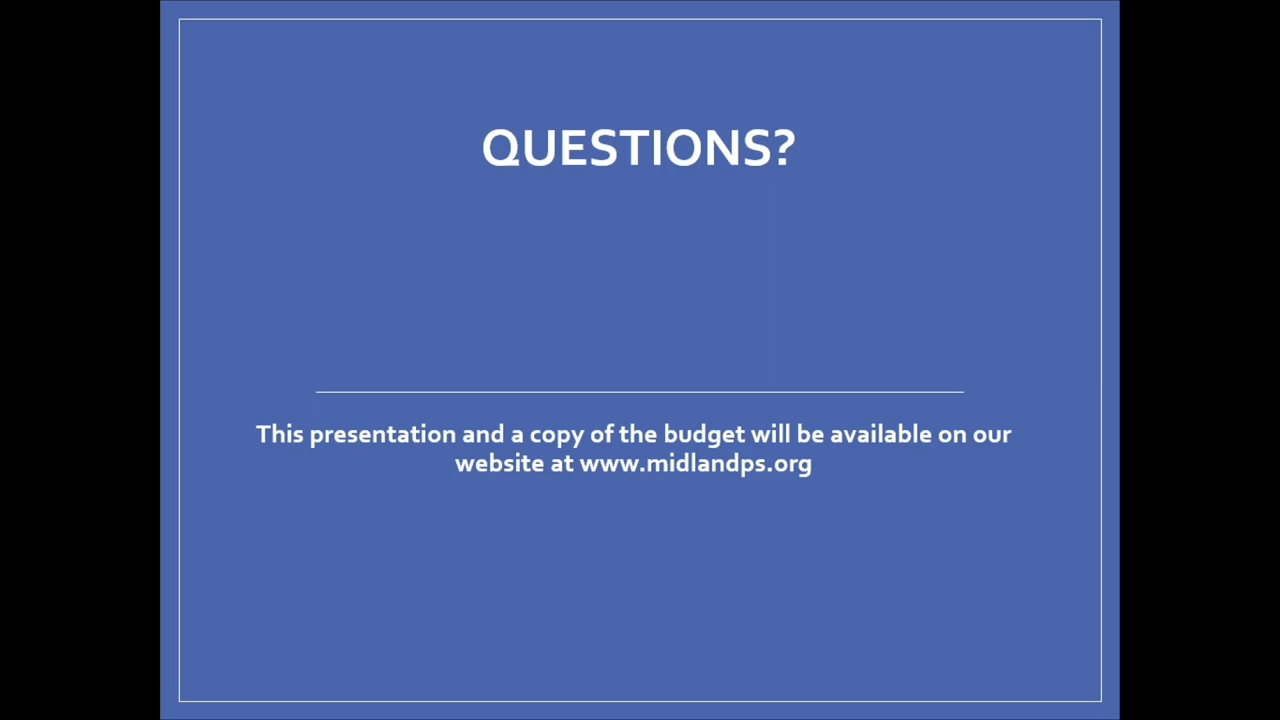 QUESTIONS?
This presentation and a copy of the budget will be available on our
website at www.midlandps.org